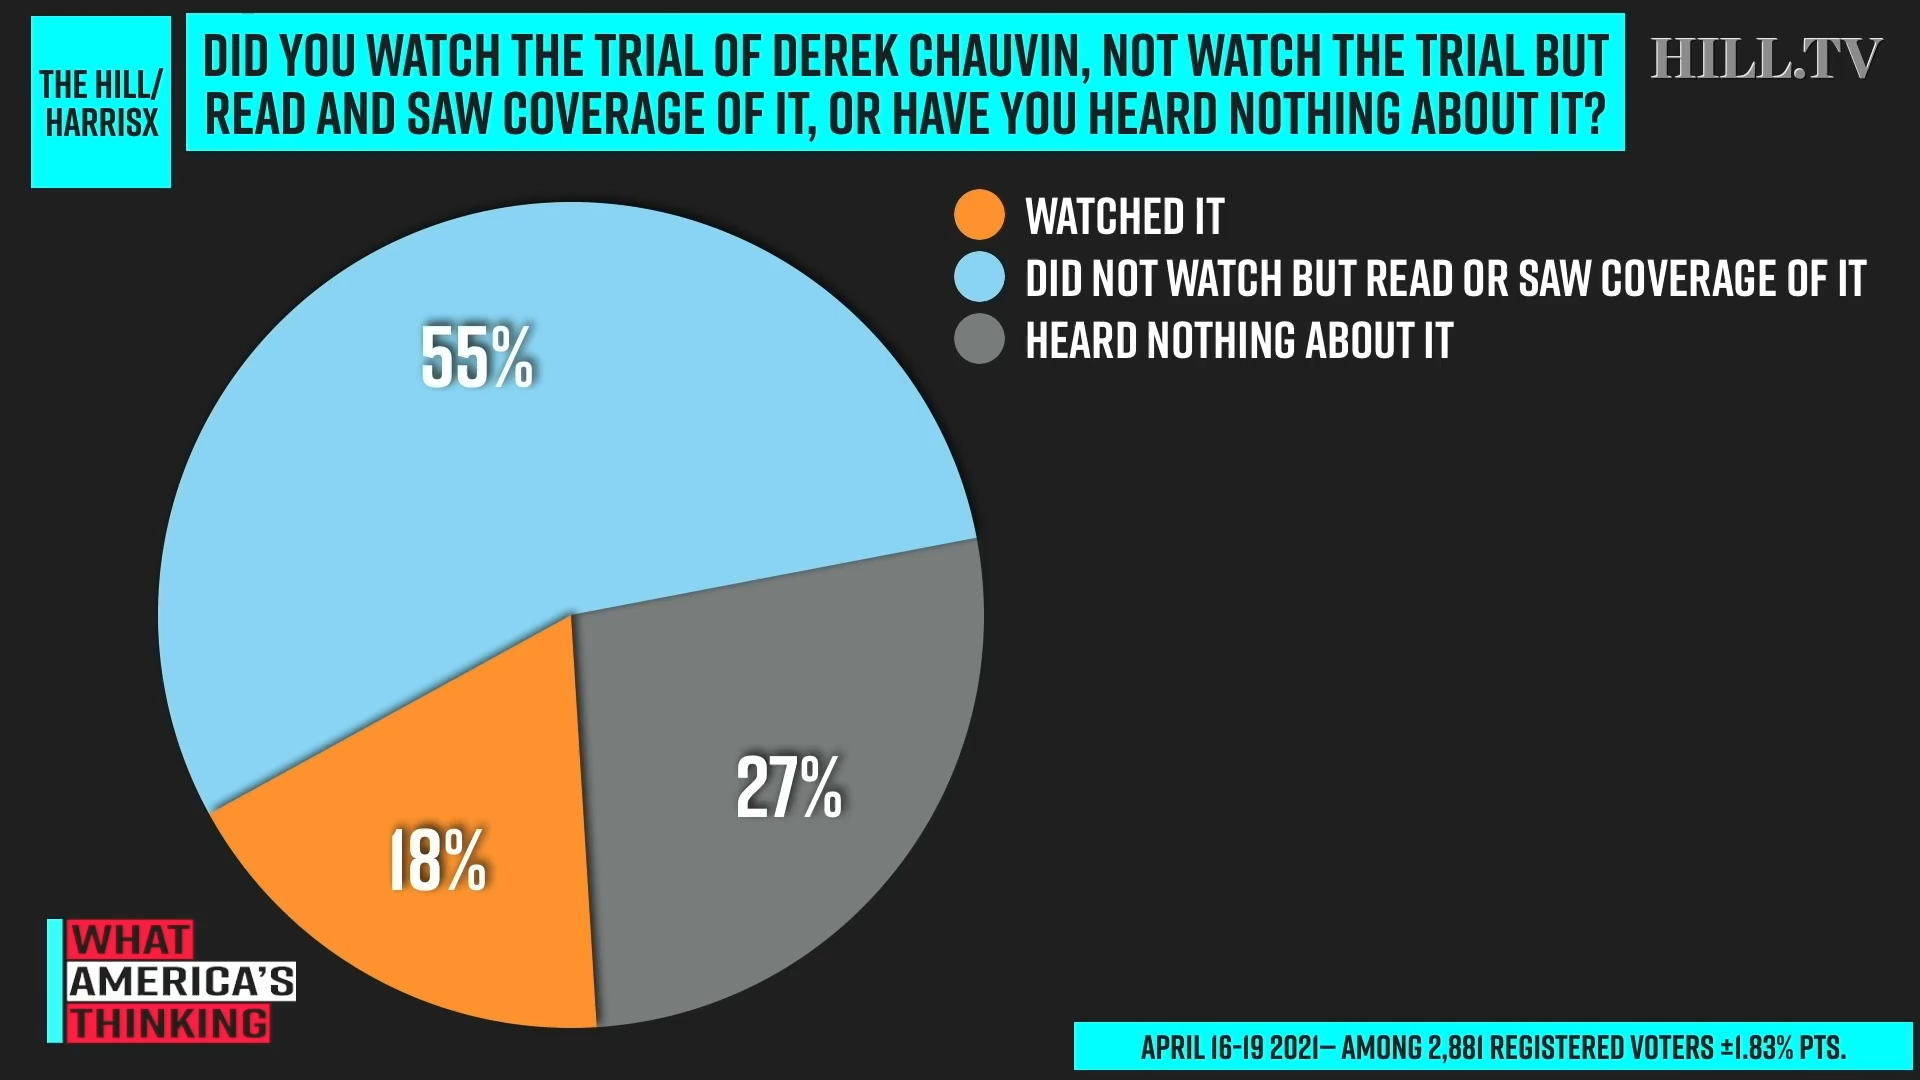 THE HILL/
HARRISX
DID YOU WATCH THE TRIAL OF DEREK CHAUVIN, NOT WATCH THE TRIAL BUT
READ AND SAW COVERAGE OF IT, OR HAVE YOU HEARD NOTHING ABOUT IT?
HILL.TV
WATCHED IT
DID NOT WATCH BUT READ OR SAW COVERAGE OF IT
HEARD NOTHING ABOUT IT
55%
27%
18%
WHAT
AMERICA'S
THINKING
APRIL 16-19 2021– AMONG 2,881 REGISTERED VOTERS ±1.83% PTS.